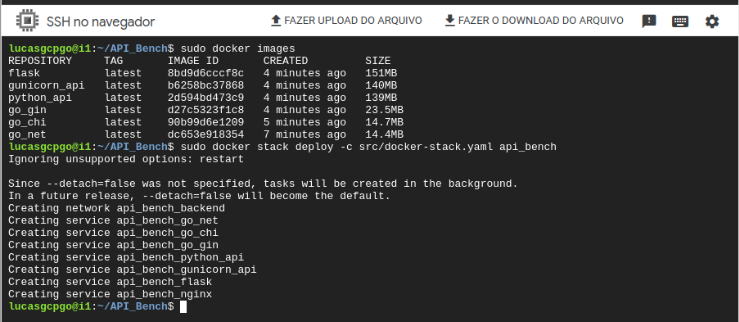 SSH no navegador
FAZER UPLOAD DO ARQUIVO
FAZER O DOWNLOAD DO ARQUIVO
lucasgcpgo@i1:~/API_Bench$ sudo docker images
REPOSITORY TAG IMAGE ID CREATED SIZE
flask latest 8bd9d6cccf8c 4 minutes ago 151MB
gunicorn_api latest b6258bc37868 4 minutes ago 140MB
python_api latest 2d594bd473c9 4 minutes ago 139MB
go_gin latest d27c5323f1c8 4 minutes ago 23.5MB
go_chi latest 90b99d6e1209 5 minutes ago 14.7MB
go_net latest dc653e918354 7 minutes ago 14.4MB
lucasgcpgo@i1:~/API_Bench$ sudo docker stack deploy -c src/docker-stack.yaml api_bench
Ignoring unsupported options: restart
Since --detach=false was not specified, tasks will be created in the background.
In a future release, --detach=false will become the default.
Creating network api_bench_backend
Creating service api_bench_go_net
Creating service api_bench_go_chi
Creating service api_bench_go_gin
Creating service api_bench_python_api
Creating service api_bench_gunicorn_api
Creating service api_bench_flask
Creating service api_bench_nginx
lucasgcpgo@i1:~/API_Bench$